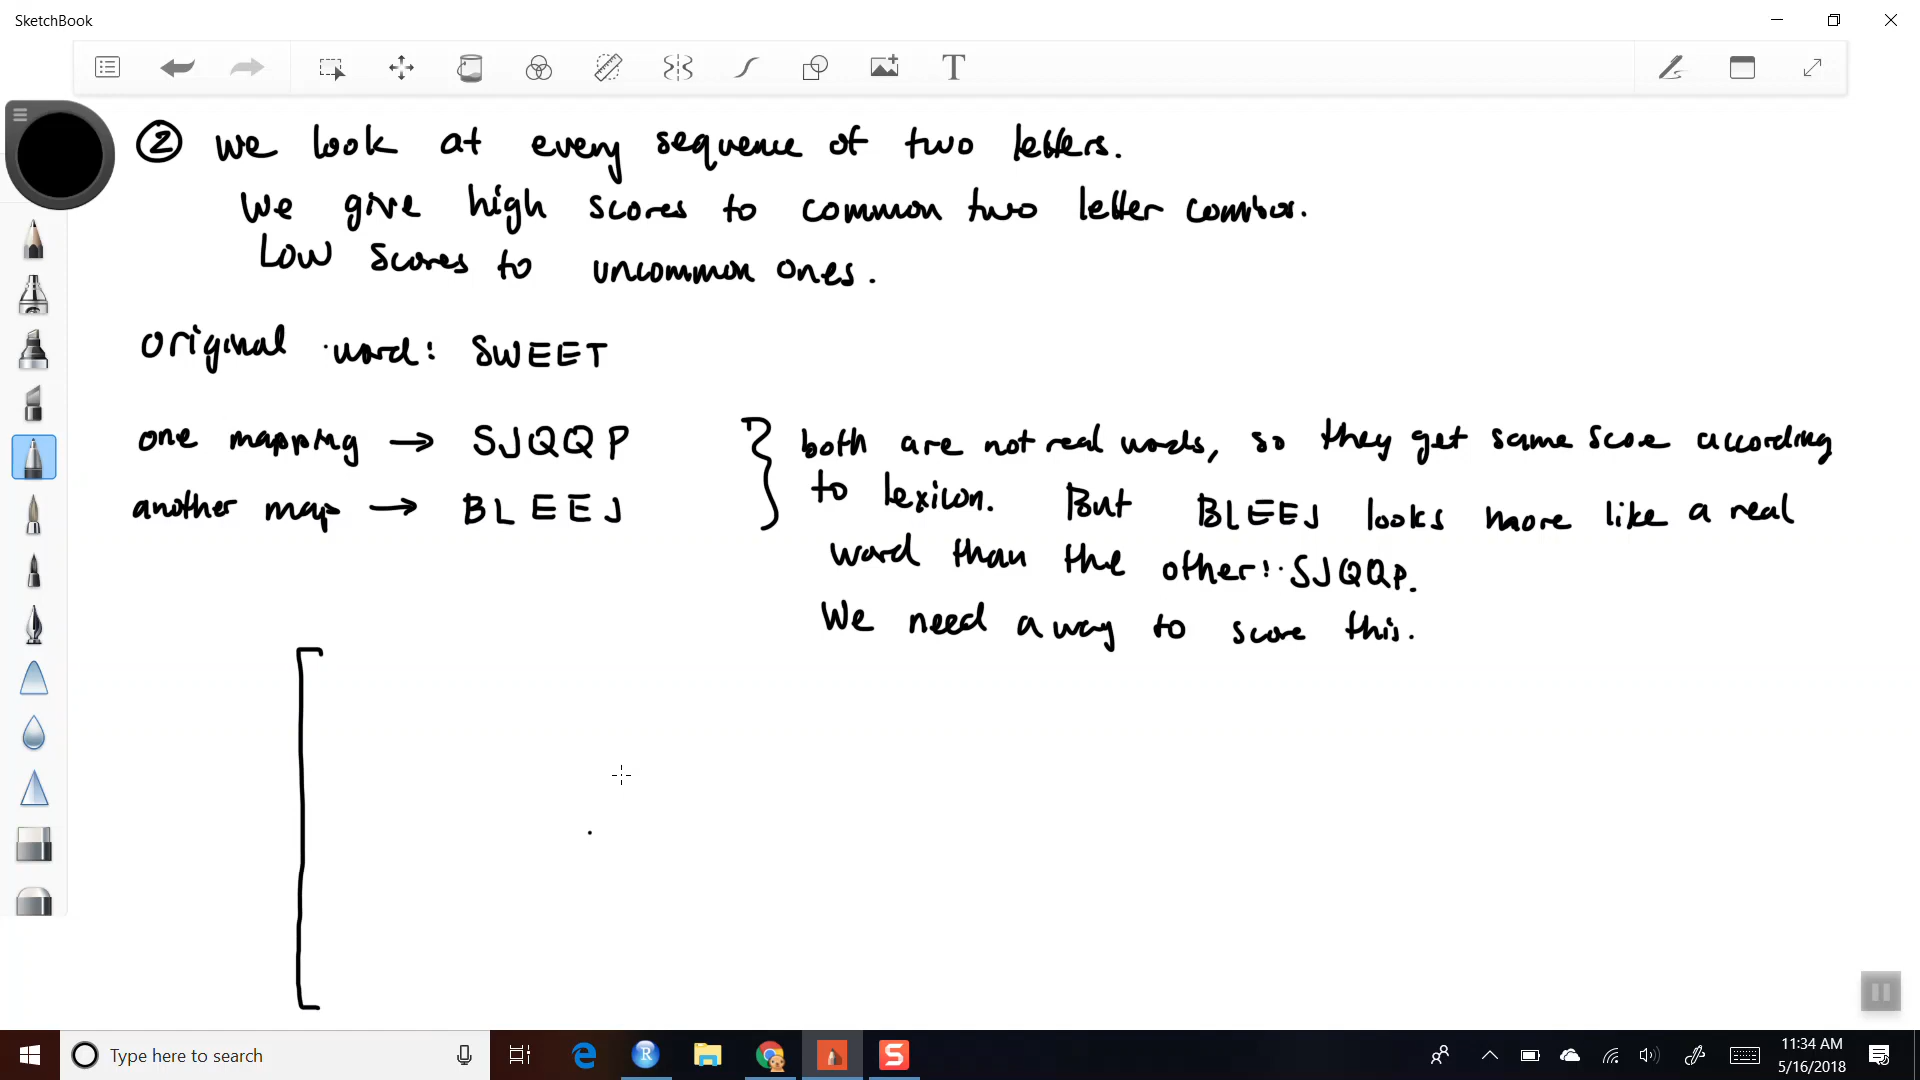 SketchBook
② We look at every sequence of two letters.
We give high scores to common two letter combos.
Low scores to uncommon ones.
original word: SWEET
one mapping → SJQQP
another map → BLEEJ
both are not real words, so they get same score according
to lexicon. But BLEEJ looks more like a real
word than the other: SJQQP.
We need a way to score this.
Type here to search
11:34 AM
5/16/2018